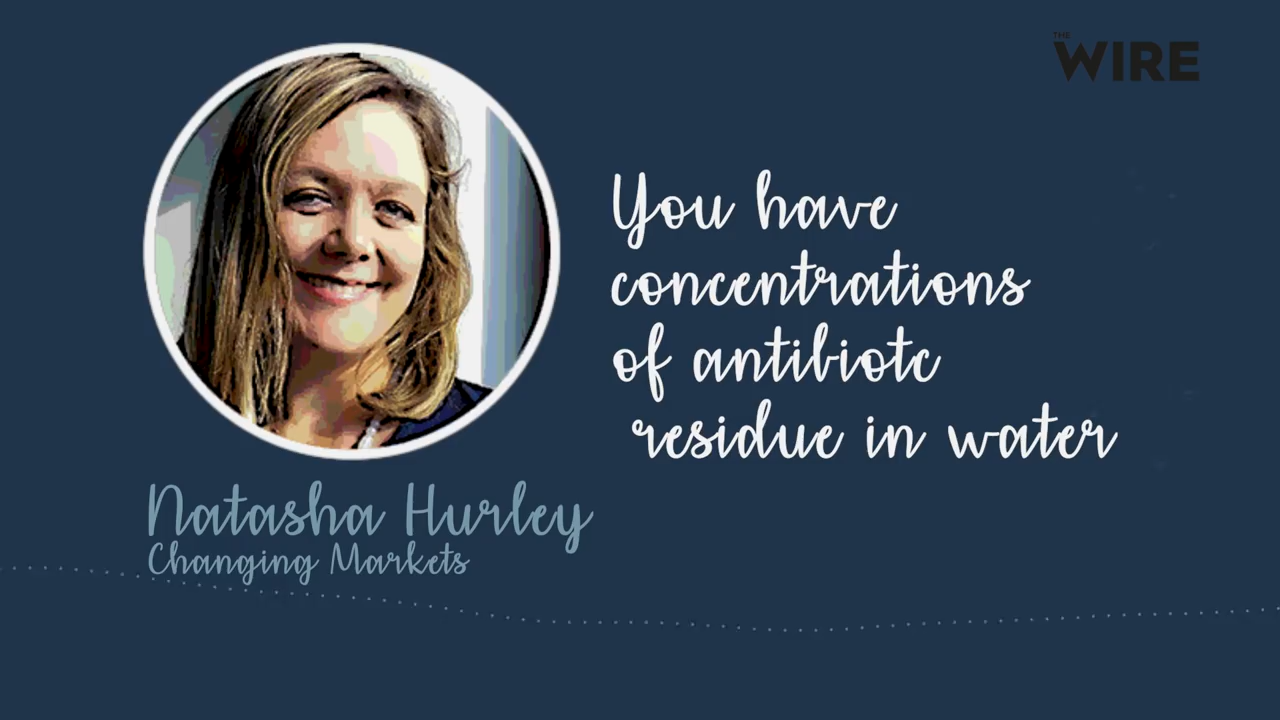 THE
WIRE
You have
concentrations
of antibiotc
residue in water
Natasha Hurley
Changing Markets